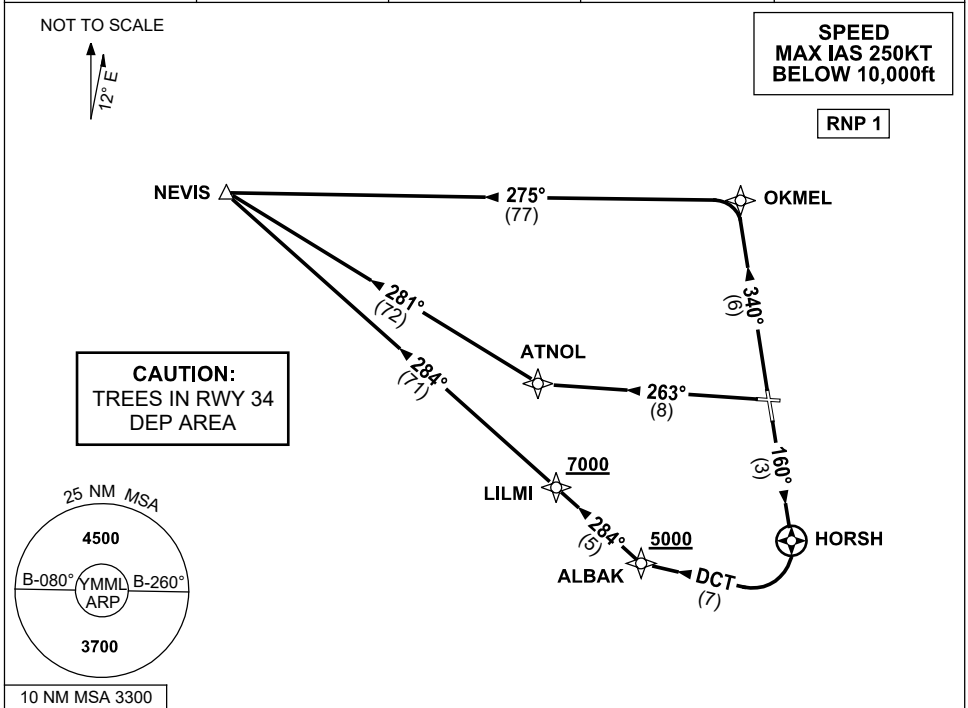 NOT TO SCALE
12° E
SPEED
MAX IAS 250KT
BELOW 10,000ft
RNP 1
NEVIS
275°
(77)
OKMEL
340°
(6)
281°
(72)
ATNOL
263°
(8)
284°
(71)
CAUTION:
TREES IN RWY 34
DEP AREA
160°
(3)
7000
LILMI
284°
(5)
5000
ALBAK
DCT
(7)
HORSH
25 NM MSA
4500
B-080°
YMML
ARP
B-260°
3700
10 NM MSA 3300